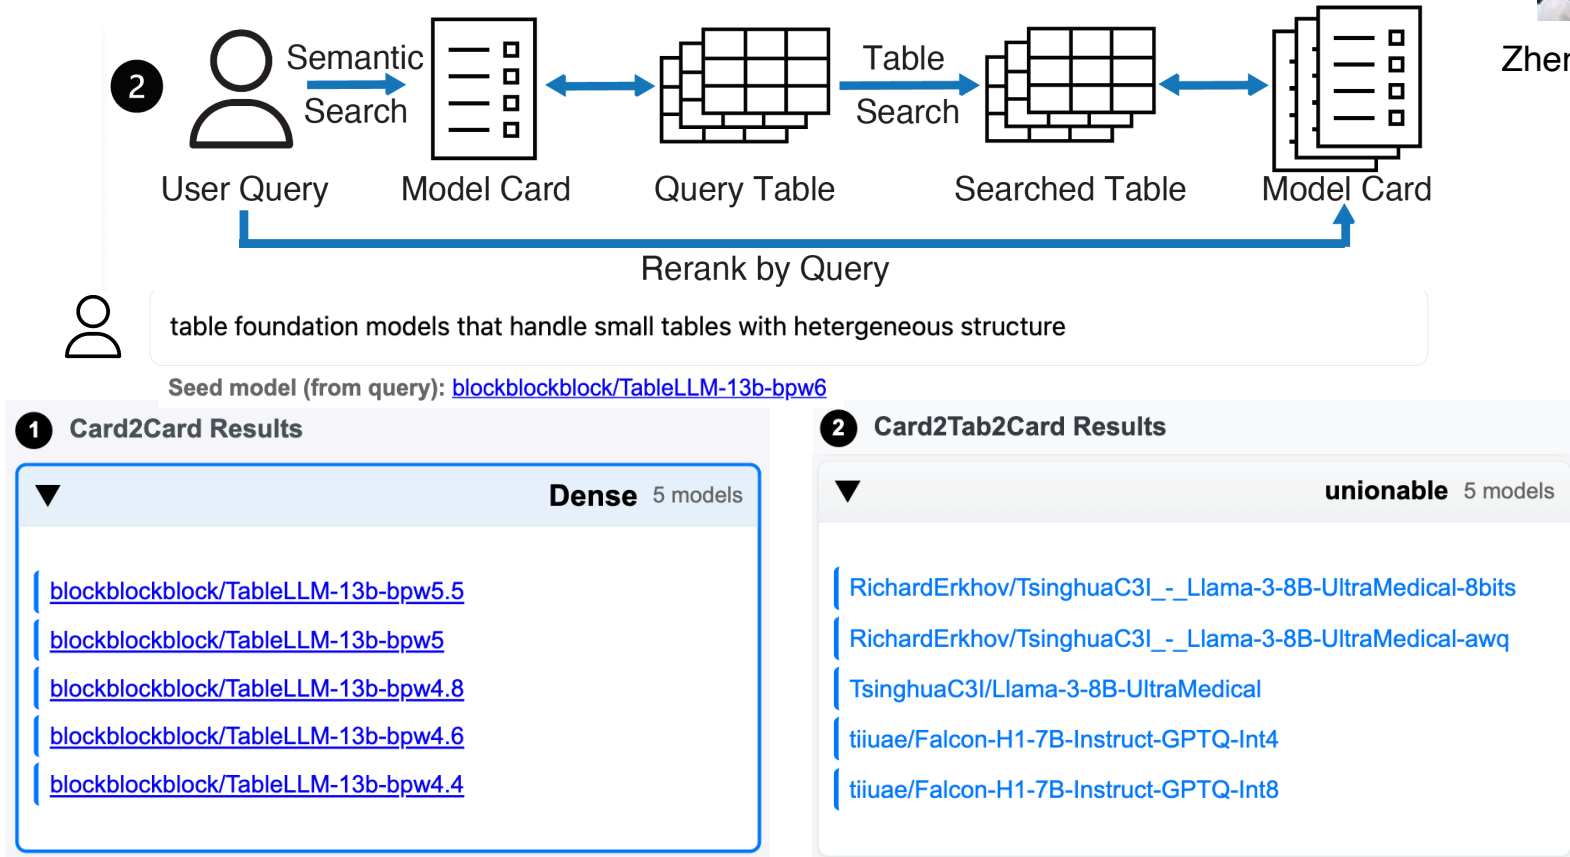 2
Semantic
Search
Table
Search
Zher
User Query
Model Card
Query Table
Searched Table
Model Card
Rerank by Query
table foundation models that handle small tables with hetergeneous structure
Seed model (from query): blockblockblock/TableLLM-13b-bpw6
1 Card2Card Results
Dense 5 models
blockblockblock/TableLLM-13b-bpw5.5
blockblockblock/TableLLM-13b-bpw5
blockblockblock/TableLLM-13b-bpw4.8
blockblockblock/TableLLM-13b-bpw4.6
blockblockblock/TableLLM-13b-bpw4.4
2 Card2Tab2Card Results
unionable 5 models
RichardErkhov/TsinghuaC3I_-_Llama-3-8B-UltraMedical-8bits
RichardErkhov/TsinghuaC3I_-_Llama-3-8B-UltraMedical-awq
TsinghuaC3I/Llama-3-8B-UltraMedical
tiiuae/Falcon-H1-7B-Instruct-GPTQ-Int4
tiiuae/Falcon-H1-7B-Instruct-GPTQ-Int8